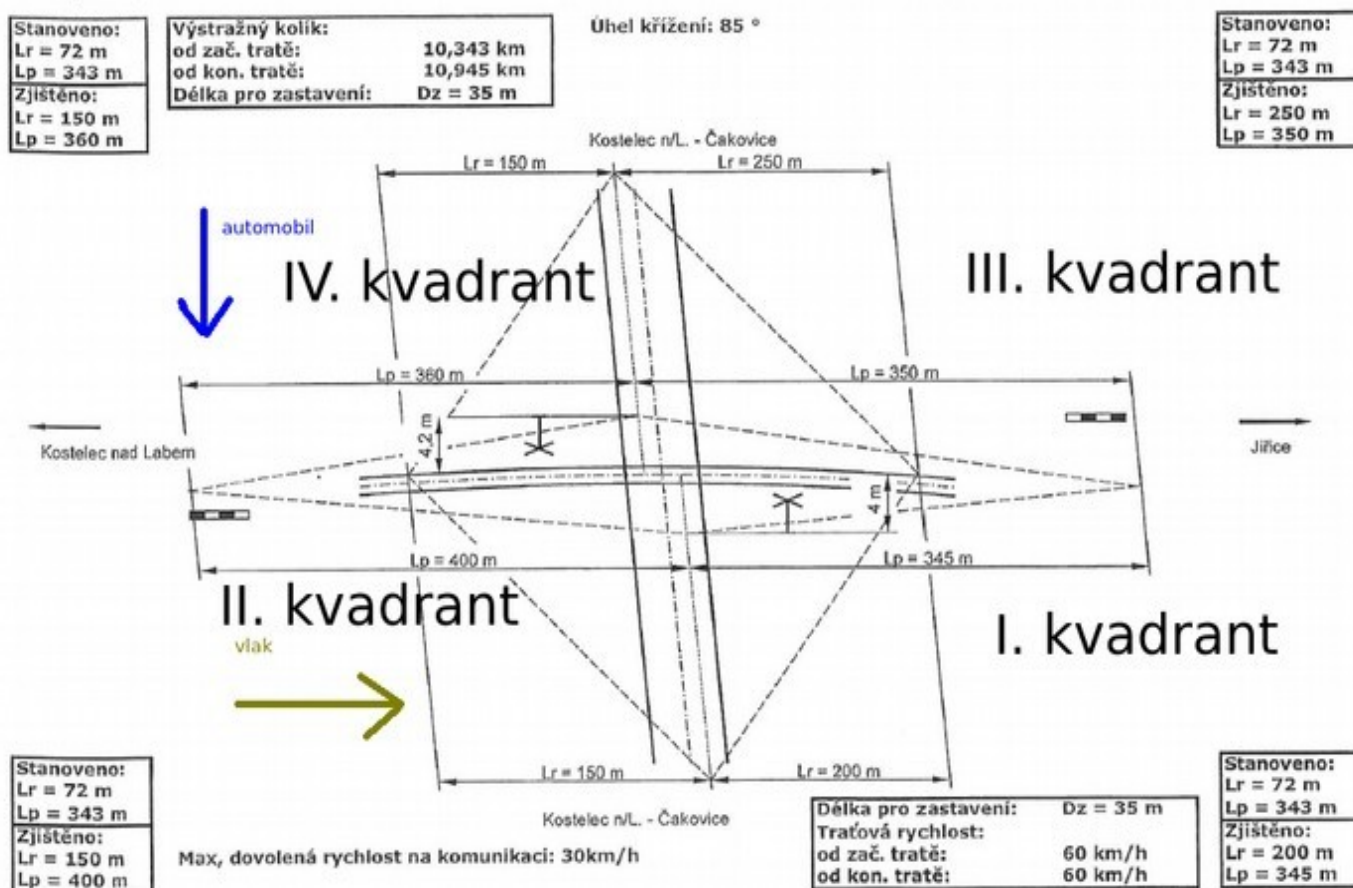 Stanoveno:
Lr = 72 m
Lp = 343 m
Zjištěno:
Lr = 150 m
Lp = 360 m
Výstražný kolík:
od zač. tratě: 10,343 km
od kon. tratě: 10,945 km
Délka pro zastavení: Dz = 35 m
Úhel křížení: 85 °
Stanoveno:
Lr = 72 m
Lp = 343 m
Zjištěno:
Lr = 250 m
Lp = 350 m
Kostelec n/L. - Čakovice
Lr = 150 m
Lr = 250 m
automobil
IV. kvadrant
III. kvadrant
Lp = 360 m
Lp = 350 m
4,2 m
Kostelec nad Labem
Jiřice
4 m
Lp = 400 m
Lp = 345 m
II. kvadrant
I. kvadrant
vlak
Lr = 150 m
Lr = 200 m
Kostelec n/L. - Čakovice
Stanoveno:
Lr = 72 m
Lp = 343 m
Zjištěno:
Lr = 150 m
Lp = 400 m
Max, dovolená rychlost na komunikaci: 30km/h
Délka pro zastavení: Dz = 35 m
Traťová rychlost:
od zač. tratě: 60 km/h
od kon. tratě: 60 km/h
Stanoveno:
Lr = 72 m
Lp = 343 m
Zjištěno:
Lr = 200 m
Lp = 345 m